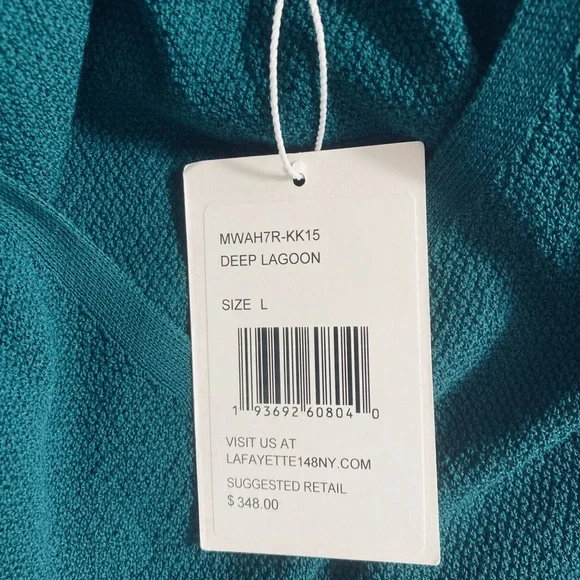 MWAH7R-KK15
DEEP LAGOON
SIZE L
1 93692 60804 0
VISIT US AT
LAFAYETTE148NY.COM
SUGGESTED RETAIL
$ 348.00